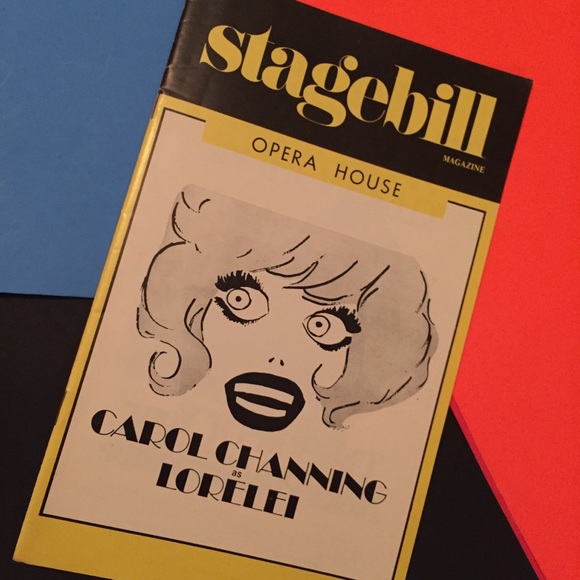 stagebill
MAGAZINE
OPERA HOUSE
CAROL CHANNING
as
LORELEI